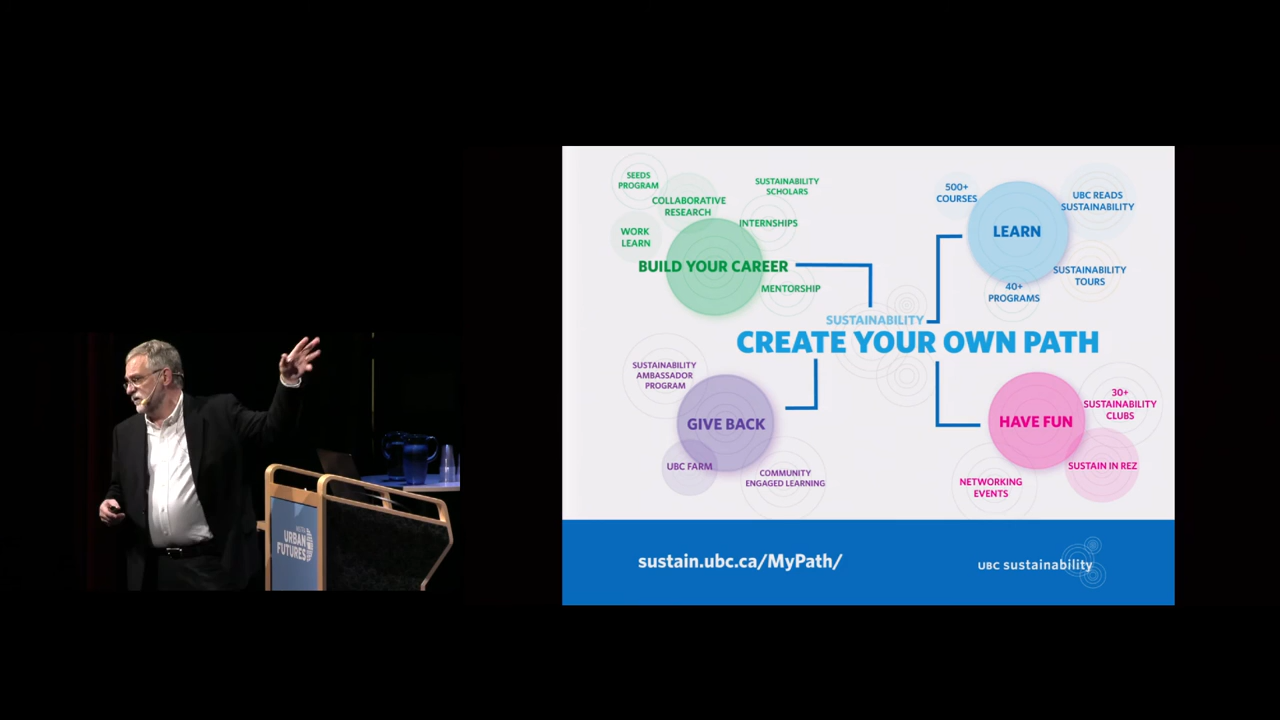 SEEDS
PROGRAM
COLLABORATIVE
RESEARCH
SUSTAINABILITY
SCHOLARS
INTERNSHIPS
WORK
LEARN
BUILD YOUR CAREER
MENTORSHIP
500+
COURSES
LEARN
UBC READS
SUSTAINABILITY
SUSTAINABILITY
TOURS
40+
PROGRAMS
SUSTAINABILITY
CREATE YOUR OWN PATH
SUSTAINABILITY
AMBASSADOR
PROGRAM
GIVE BACK
UBC FARM
COMMUNITY
ENGAGED LEARNING
HAVE FUN
30+
SUSTAINABILITY
CLUBS
SUSTAIN IN REZ
NETWORKING
EVENTS
sustain.ubc.ca/MyPath/
UBC sustainability
URBAN
FUTURES